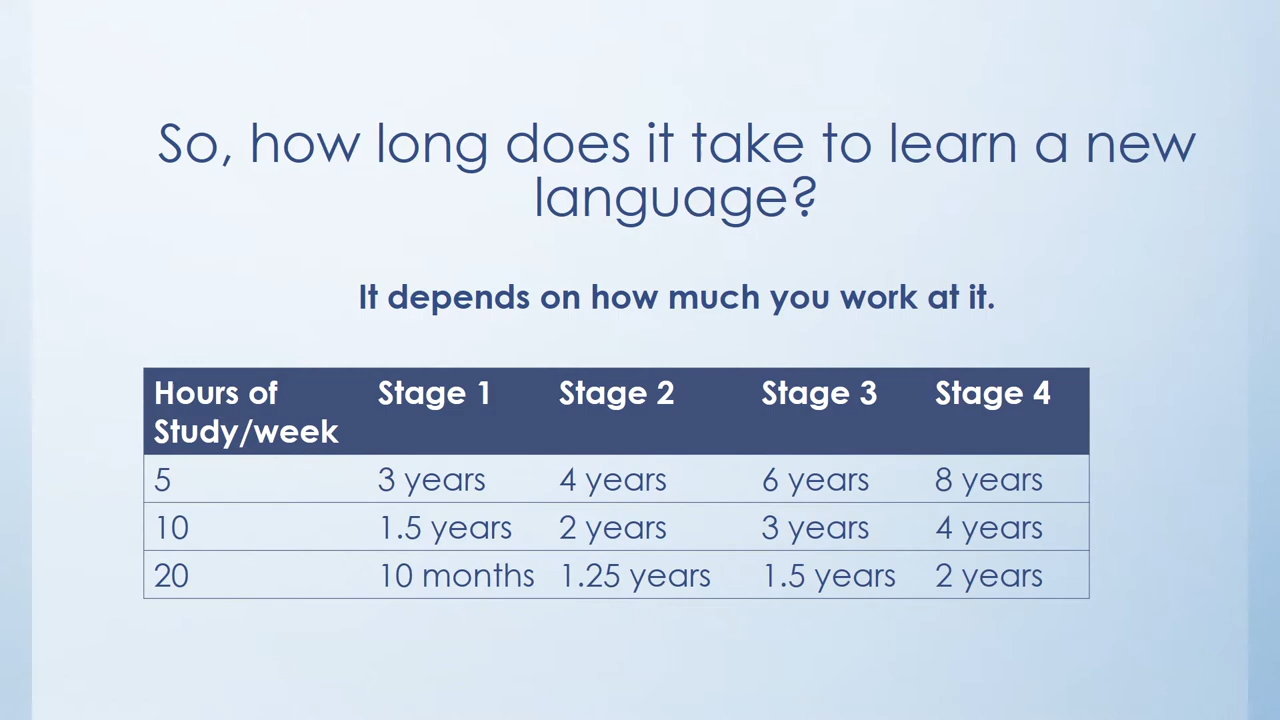 So, how long does it take to learn a new
language?
It depends on how much you work at it.
Hours of Study/week Stage 1 Stage 2 Stage 3 Stage 4
5 3 years 4 years 6 years 8 years
10 1.5 years 2 years 3 years 4 years
20 10 months 1.25 years 1.5 years 2 years